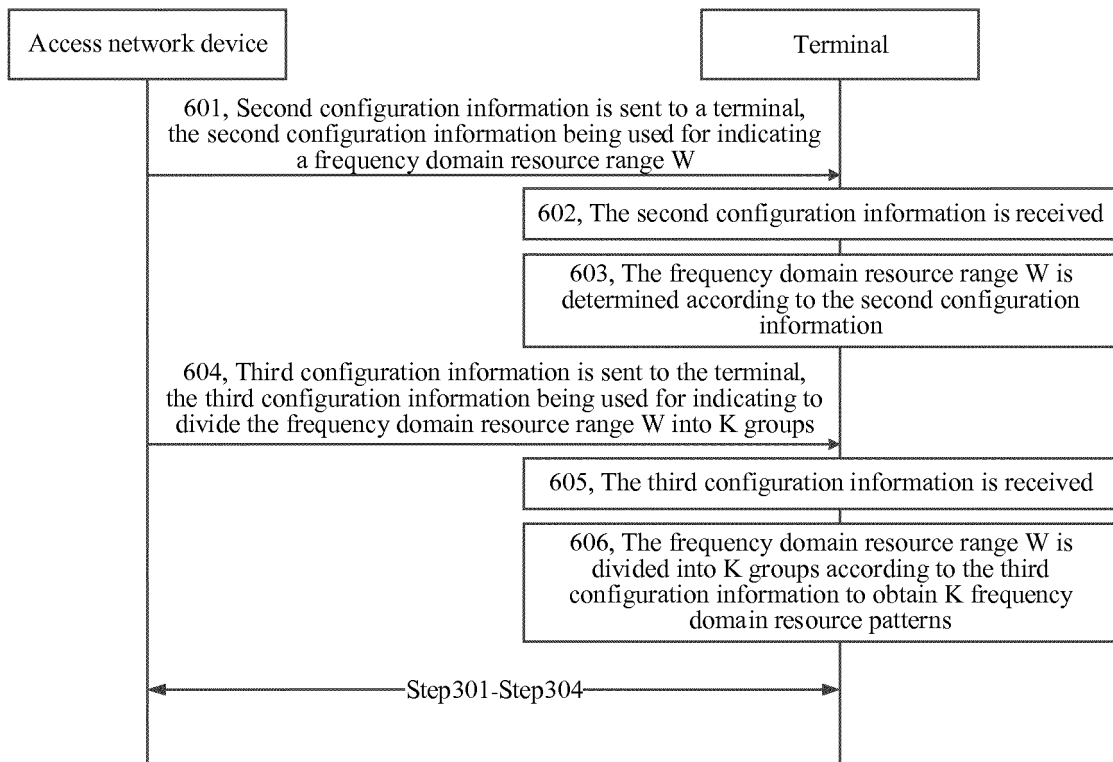 Access network device
Terminal
601, Second configuration information is sent to a terminal,
the second configuration information being used for indicating
a frequency domain resource range W
602, The second configuration information is received
603, The frequency domain resource range W is
determined according to the second configuration
information
604, Third configuration information is sent to the terminal,
the third configuration information being used for indicating to
divide the frequency domain resource range W into K groups
605, The third configuration information is received
606, The frequency domain resource range W is
divided into K groups according to the third
configuration information to obtain K frequency
domain resource patterns
Step301-Step304